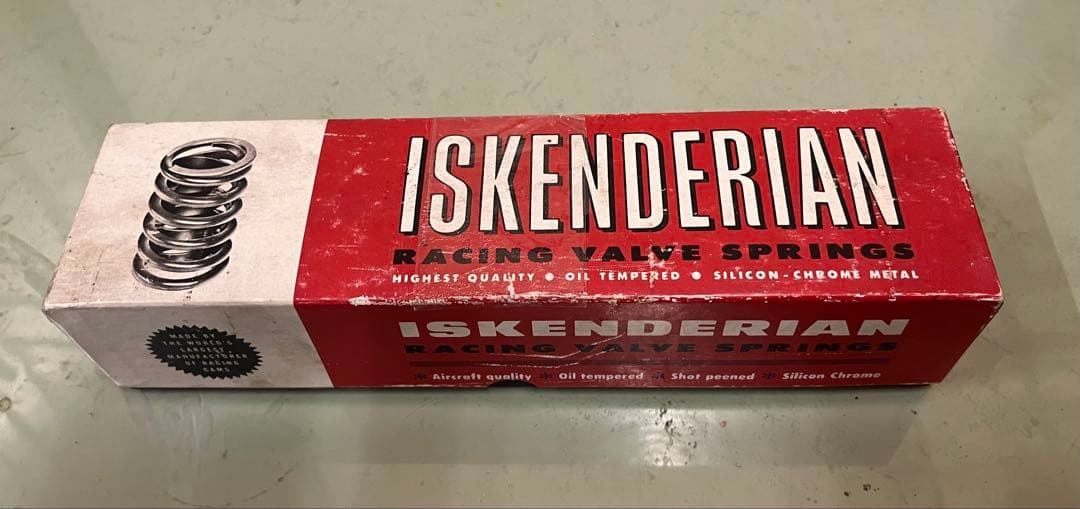 ISKENDERIAN
RACING VALVE SPRINGS
HIGHEST QUALITY ● OIL TEMPERED ● SILICON-CHROME METAL
ISKENDERIAN
RACING VALVE SPRINGS
* Aircraft quality * Oil tempered * Shot peened * Silicon Chrome
MADE BY
THE WORLD'S
LARGEST
MANUFACTURER
OF RACING
CAMS